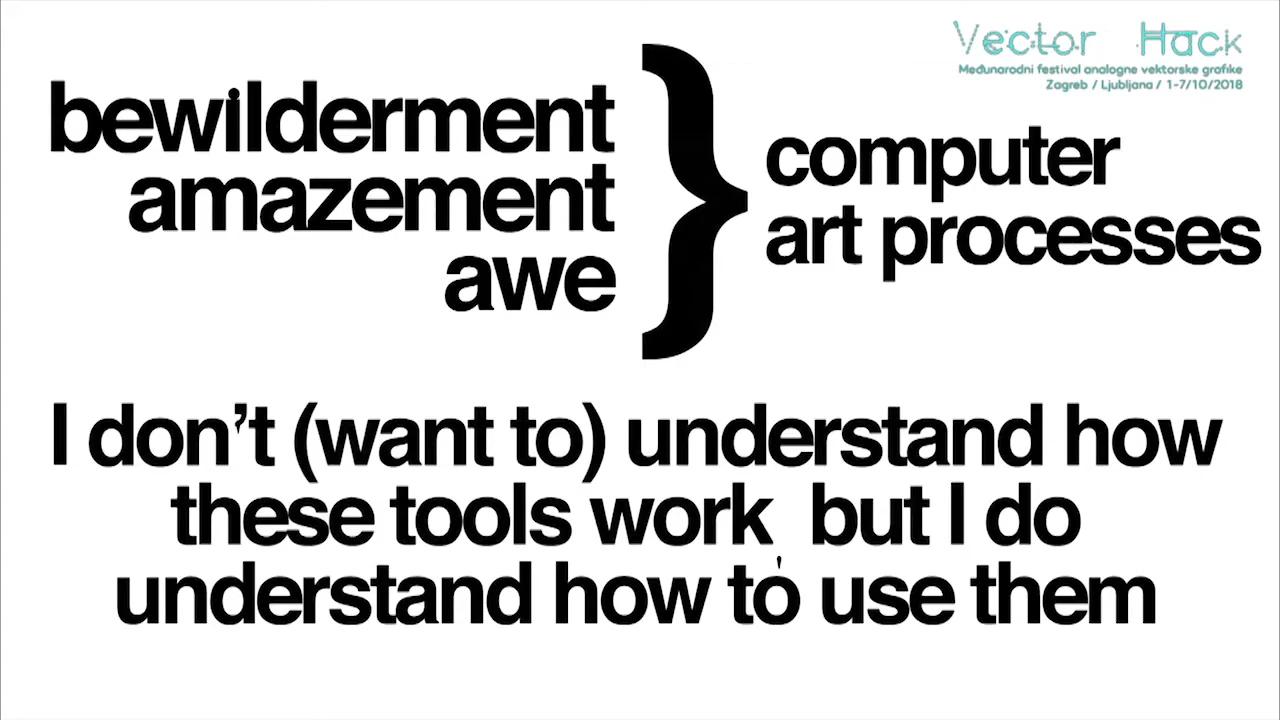 Vector Hack
Međunarodni festival analogne vektorske grafike
Zagreb / Ljubljana / 1-7/10/2018
bewilderment
amazement
awe
}
computer
art processes
I don’t (want to) understand how
these tools work, but I do
understand how to use them